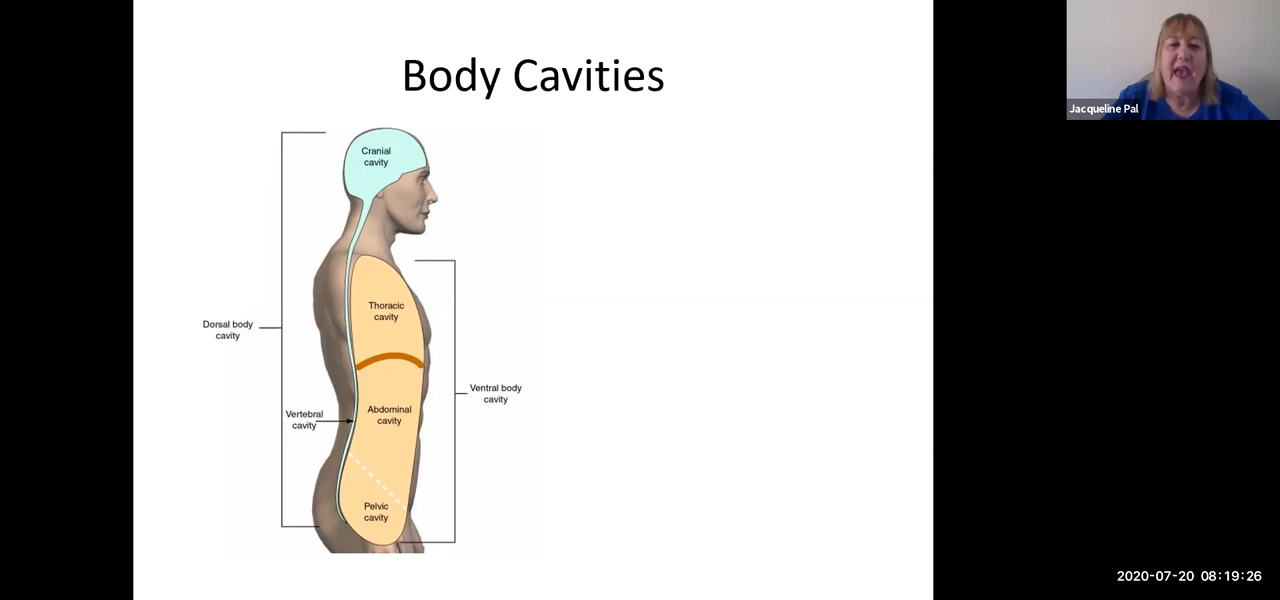 Body Cavities
Jacqueline Pal
Cranial
cavity
Thoracic
cavity
Dorsal body
cavity
Ventral body
cavity
Vertebral
cavity
Abdominal
cavity
Pelvic
cavity
2020-07-20 08:19:26